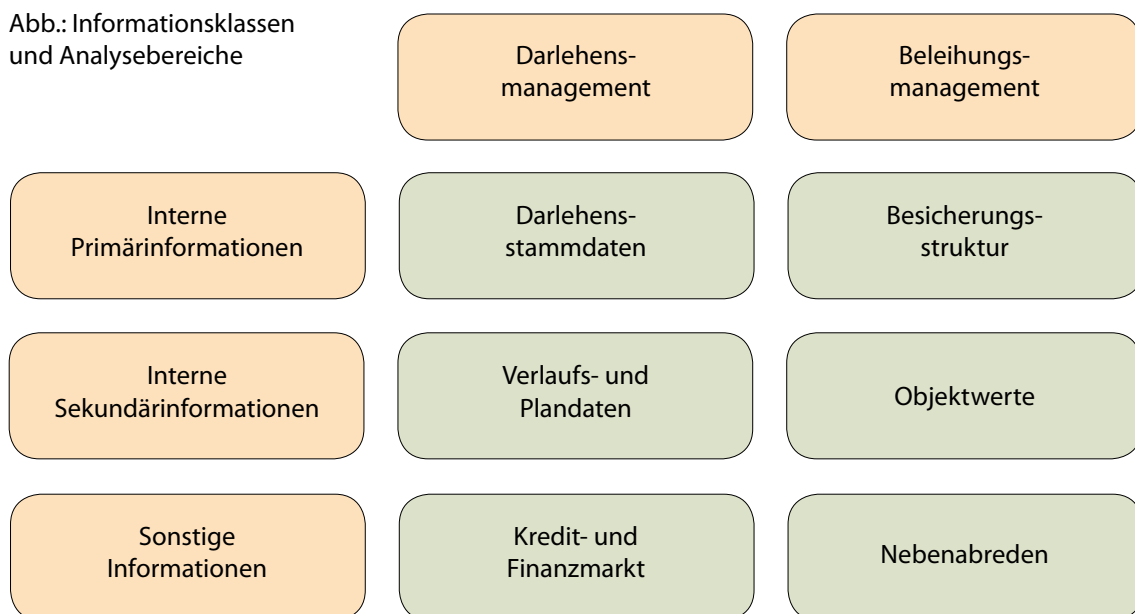 Abb.: Informationsklassen
und Analysebereiche
Darlehens-
management
Beleihungs-
management
Interne
Primärinformationen
Darlehens-
stammdaten
Besicherungs-
struktur
Interne
Sekundärinformationen
Verlaufs- und
Plandaten
Objektwerte
Sonstige
Informationen
Kredit- und
Finanzmarkt
Nebenabreden